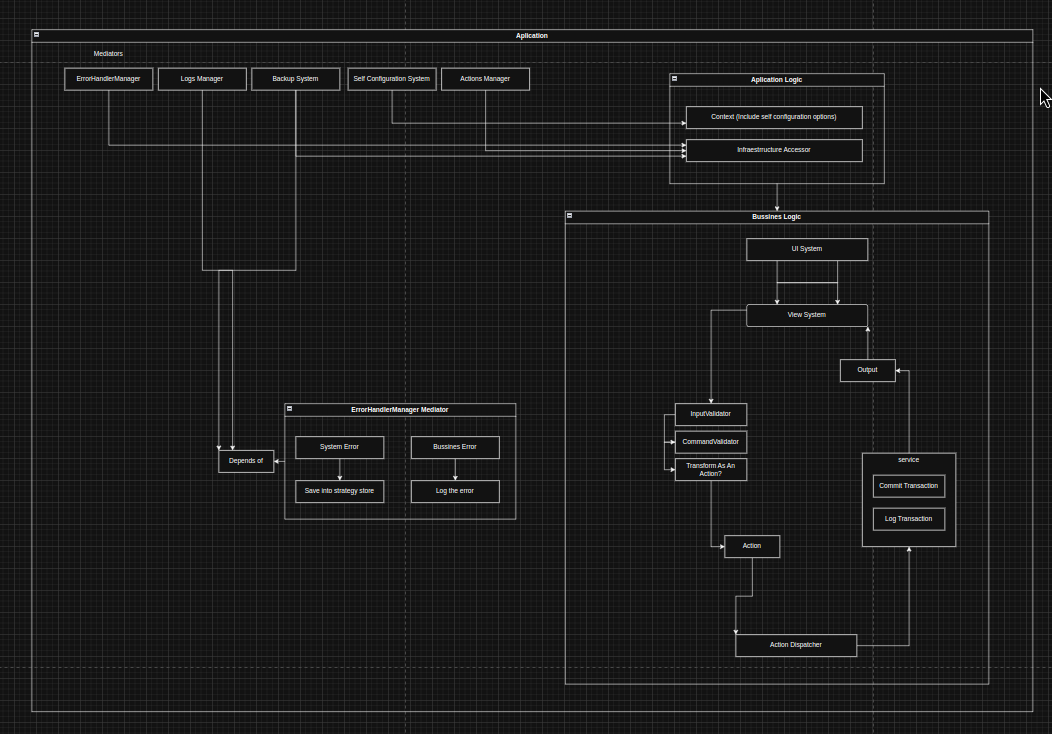 Aplication
Mediators
ErrorHandlerManager
Logs Manager
Backup System
Self Configuration System
Actions Manager
Aplication Logic
Context (Include self configuration options)
Infraestrructure Accessor
Bussines Logic
UI System
View System
Output
InputValidator
CommandValidator
Transform As An
Action?
service
Commit Transaction
Log Transaction
Action
Action Dispatcher
ErrorHandlerManager Mediator
System Error
Bussines Error
Depends of
Save into strategy store
Log the error